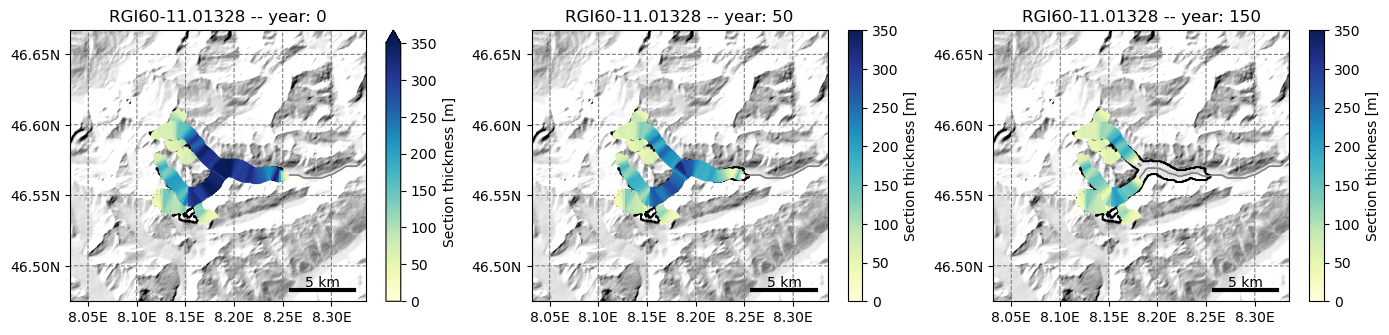 RGI60-11.01328 -- year: 0
46.65N
46.60N
46.55N
46.50N
8.05E 8.10E 8.15E 8.20E 8.25E 8.30E
5 km
350
300
250
200
150
100
50
0
Section thickness [m]
RGI60-11.01328 -- year: 50
46.65N
46.60N
46.55N
46.50N
8.05E 8.10E 8.15E 8.20E 8.25E 8.30E
5 km
350
300
250
200
150
100
50
0
Section thickness [m]
RGI60-11.01328 -- year: 150
46.65N
46.60N
46.55N
46.50N
8.05E 8.10E 8.15E 8.20E 8.25E 8.30E
5 km
350
300
250
200
150
100
50
0
Section thickness [m]